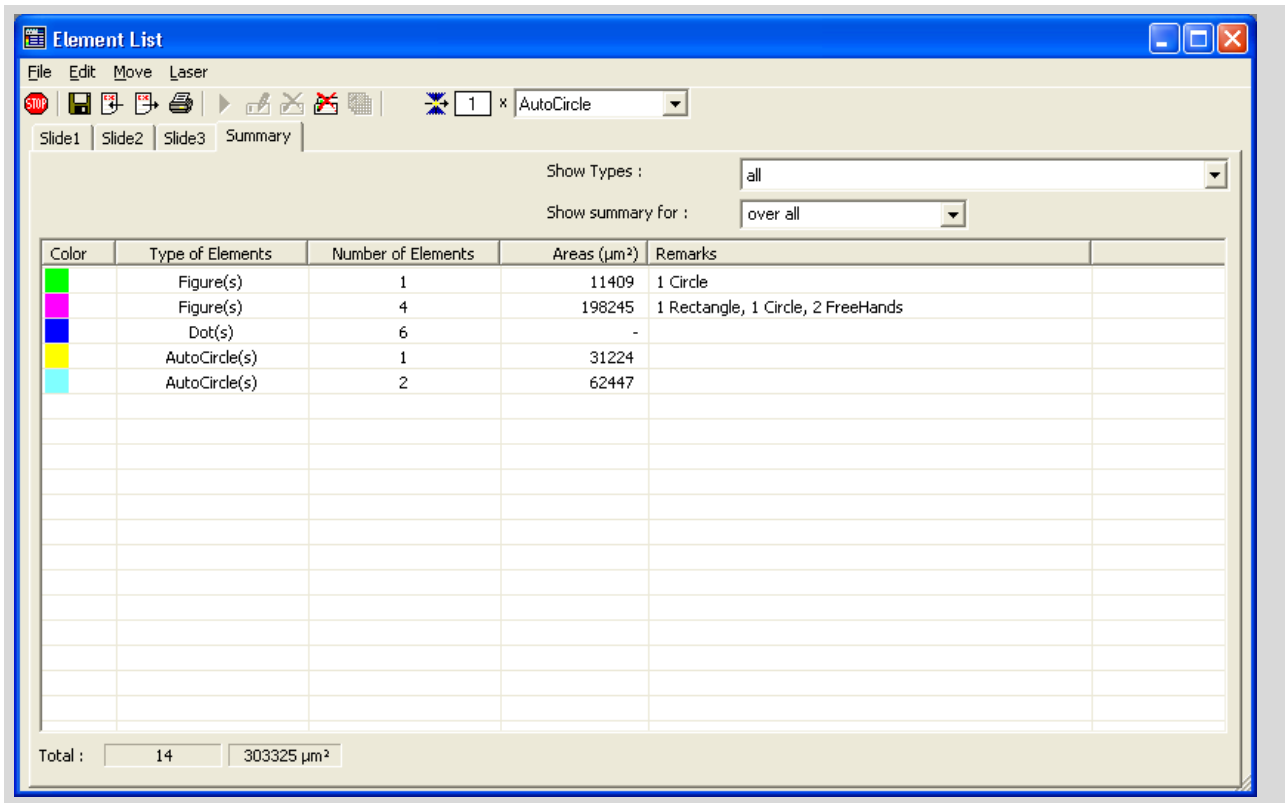 Element List
File Edit Move Laser
STOP 1 × AutoCircle
Slide1 Slide2 Slide3 Summary
Show Types : all
Show summary for : over all
Color Type of Elements Number of Elements Areas (µm²) Remarks
Figure(s) 1 11409 1 Circle
Figure(s) 4 198245 1 Rectangle, 1 Circle, 2 FreeHands
Dot(s) 6 -
AutoCircle(s) 1 31224
AutoCircle(s) 2 62447
Total : 14 303325 µm²